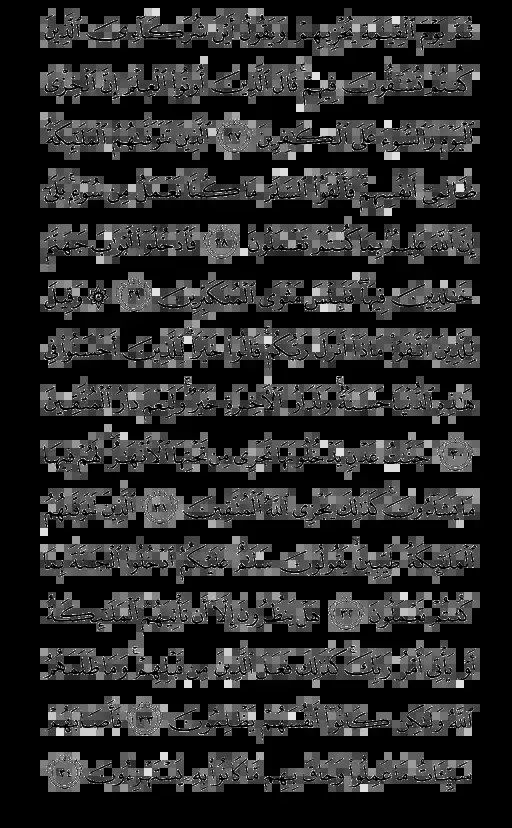 ثُمَّ يَوْمَ ٱلْقِيَٰمَةِ يُخْزِيهِمْ وَيَقُولُ أَيْنَ شُرَكَآءِىَ ٱلَّذِينَ
كُنتُمْ تُشَٰٓقُّونَ فِيهِمْ قَالَ ٱلَّذِينَ أُوتُوا۟ ٱلْعِلْمَ إِنَّ ٱلْخِزْىَ
ٱلْيَوْمَ وَٱلسُّوٓءَ عَلَى ٱلْكَٰفِرِينَ ٢٧ ٱلَّذِينَ تَتَوَفَّىٰهُمُ ٱلْمَلَٰٓئِكَةُ
ظَالِمِىٓ أَنفُسِهِمْ فَأَلْقَوُا۟ ٱلسَّلَمَ مَا كُنَّا نَعْمَلُ مِن سُوٓءٍۭ بَلَىٰٓ
إِنَّ ٱللَّهَ عَلِيمٌۢ بِمَا كُنتُمْ تَعْمَلُونَ ٢٨ فَٱدْخُلُوٓا۟ أَبْوَٰبَ جَهَنَّمَ
خَٰلِدِينَ فِيهَا فَلَبِئْسَ مَثْوَى ٱلْمُتَكَبِّرِينَ ٢٩ ۞ وَقِيلَ
لِلَّذِينَ ٱتَّقَوْا۟ مَاذَآ أَنزَلَ رَبُّكُمْ قَالُوا۟ خَيْرًا لِّلَّذِينَ أَحْسَنُوا۟ فِى
هَٰذِهِ ٱلدُّنْيَا حَسَنَةٌ وَلَدَارُ ٱلْءَاخِرَةِ خَيْرٌ وَلَنِعْمَ دَارُ ٱلْمُتَّقِينَ
٣٠ جَنَّٰتُ عَدْنٍ يَدْخُلُونَهَا تَجْرِى مِن تَحْتِهَا ٱلْأَنْهَٰرُ لَهُمْ فِيهَا
مَا يَشَآءُونَ كَذَٰلِكَ يَجْزِى ٱللَّهُ ٱلْمُتَّقِينَ ٣١ ٱلَّذِينَ تَتَوَفَّىٰهُمُ
ٱلْمَلَٰٓئِكَةُ طَيِّبِينَ يَقُولُونَ سَلَٰمٌ عَلَيْكُمُ ٱدْخُلُوا۟ ٱلْجَنَّةَ بِمَا
كُنتُمْ تَعْمَلُونَ ٣٢ هَلْ يَنظُرُونَ إِلَّآ أَن تَأْتِيَهُمُ ٱلْمَلَٰٓئِكَةُ
أَوْ يَأْتِىَ أَمْرُ رَبِّكَ كَذَٰلِكَ فَعَلَ ٱلَّذِينَ مِن قَبْلِهِمْ وَمَا ظَلَمَهُمُ
ٱللَّهُ وَلَٰكِن كَانُوٓا۟ أَنفُسَهُمْ يَظْلِمُونَ ٣٣ فَأَصَابَهُمْ
سَيِّـَٔاتُ مَا عَمِلُوا۟ وَحَاقَ بِهِم مَّا كَانُوا۟ بِهِۦ يَسْتَهْزِءُونَ ٣٤